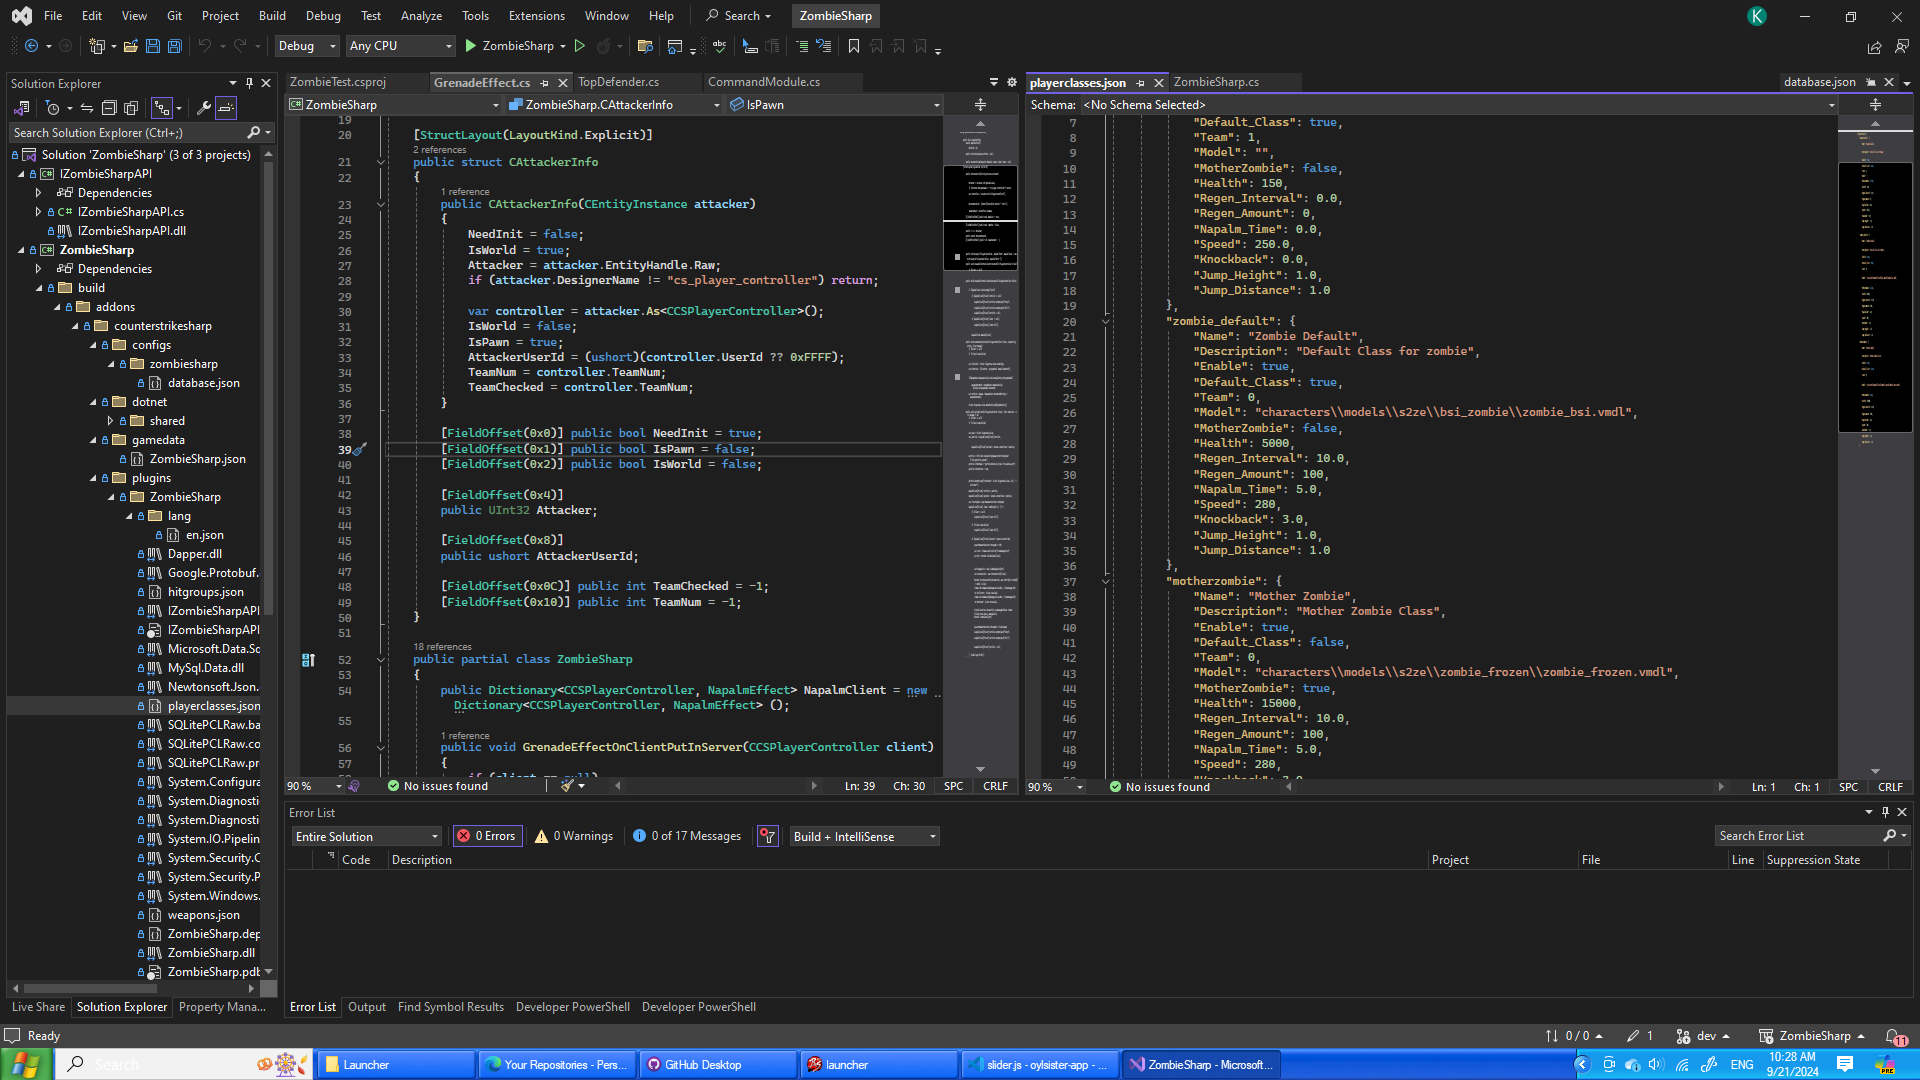 File Edit View Git Project Build Debug Test Analyze Tools Extensions Window Help Search ZombieSharp K
Debug Any CPU ZombieSharp
Solution Explorer
Search Solution Explorer (Ctrl+;)
Solution 'ZombieSharp' (3 of 3 projects)
IZombieSharpAPI
Dependencies
IZombieSharpAPI.cs
IZombieSharpAPI.dll
ZombieSharp
Dependencies
build
addons
counterstrikesharp
configs
zombiesharp
database.json
dotnet
shared
gamedata
ZombieSharp.json
plugins
ZombieSharp
lang
en.json
Dapper.dll
Google.Protobuf.
hitgroups.json
IZombieSharpAPI
IZombieSharpAPI
Microsoft.Data.Sq
MySql.Data.dll
Newtonsoft.Json.
playerclasses.json
SQLitePCLRaw.ba
SQLitePCLRaw.co
SQLitePCLRaw.pr
System.Configura
System.Diagnosti
System.Diagnosti
System.IO.Pipelin
System.Security.C
System.Security.P
System.Windows.
weapons.json
ZombieSharp.dep
ZombieSharp.dll
ZombieSharp.pdb
Live Share Solution Explorer Property Mana...
ZombieTest.csproj GrenadeEffect.cs TopDefender.cs CommandModule.cs
ZombieSharp ZombieSharp.CAttackerInfo IsPawn
19
20 [StructLayout(LayoutKind.Explicit)]
2 references
21 public struct CAttackerInfo
22 {
1 reference
23 public CAttackerInfo(CEntityInstance attacker)
24 {
25 NeedInit = false;
26 IsWorld = true;
27 Attacker = attacker.EntityHandle.Raw;
28 if (attacker.DesignerName != "cs_player_controller") return;
29
30 var controller = attacker.As<CCSPlayerController>();
31 IsWorld = false;
32 IsPawn = true;
33 AttackerUserId = (ushort)(controller.UserId ?? 0xFFFF);
34 TeamNum = controller.TeamNum;
35 TeamChecked = controller.TeamNum;
36 }
37
38 [FieldOffset(0x0)] public bool NeedInit = true;
39 [FieldOffset(0x1)] public bool IsPawn = false;
40 [FieldOffset(0x2)] public bool IsWorld = false;
41
42 [FieldOffset(0x4)]
43 public UInt32 Attacker;
44
45 [FieldOffset(0x8)]
46 public ushort AttackerUserId;
47
48 [FieldOffset(0x0C)] public int TeamChecked = -1;
49 [FieldOffset(0x10)] public int TeamNum = -1;
50 }
51
18 references
52 public partial class ZombieSharp
53 {
54 public Dictionary<CCSPlayerController, NapalmEffect> NapalmClient = new
Dictionary<CCSPlayerController, NapalmEffect> ();
55
1 reference
56 public void GrenadeEffectOnClientPutInServer(CCSPlayerController client)
57 {
58 if (client == null)
90 % No issues found Ln: 39 Ch: 30 SPC CRLF
playerclasses.json ZombieSharp.cs database.json
Schema: <No Schema Selected>
7 "Default_Class": true,
8 "Team": 1,
9 "Model": "",
10 "MotherZombie": false,
11 "Health": 150,
12 "Regen_Interval": 0.0,
13 "Regen_Amount": 0,
14 "Napalm_Time": 0.0,
15 "Speed": 250.0,
16 "Knockback": 0.0,
17 "Jump_Height": 1.0,
18 "Jump_Distance": 1.0
19 },
20 "zombie_default": {
21 "Name": "Zombie Default",
22 "Description": "Default Class for zombie",
23 "Enable": true,
24 "Default_Class": true,
25 "Team": 0,
26 "Model": "characters\\models\\s2ze\\bsi_zombie\\zombie_bsi.vmdl",
27 "MotherZombie": false,
28 "Health": 5000,
29 "Regen_Interval": 10.0,
30 "Regen_Amount": 100,
31 "Napalm_Time": 5.0,
32 "Speed": 280,
33 "Knockback": 3.0,
34 "Jump_Height": 1.0,
35 "Jump_Distance": 1.0
36 },
37 "motherzombie": {
38 "Name": "Mother Zombie",
39 "Description": "Mother Zombie Class",
40 "Enable": true,
41 "Default_Class": false,
42 "Team": 0,
43 "Model": "characters\\models\\s2ze\\zombie_frozen\\zombie_frozen.vmdl",
44 "MotherZombie": true,
45 "Health": 15000,
46 "Regen_Interval": 10.0,
47 "Regen_Amount": 100,
48 "Napalm_Time": 5.0,
49 "Speed": 280,
90 % No issues found Ln: 1 Ch: 1 SPC CRLF
Error List
Entire Solution 0 Errors 0 Warnings 0 of 17 Messages Build + IntelliSense Search Error List
Code Description Project File Line Suppression State
Error List Output Find Symbol Results Developer PowerShell Developer PowerShell
Ready 0 / 0 1 dev ZombieSharp 11
Search Launcher Your Repositories - Pers... GitHub Desktop launcher slider.js - oylsister-app - ... ZombieSharp - Microsoft... ENG 10:28 AM
9/21/2024
PRE